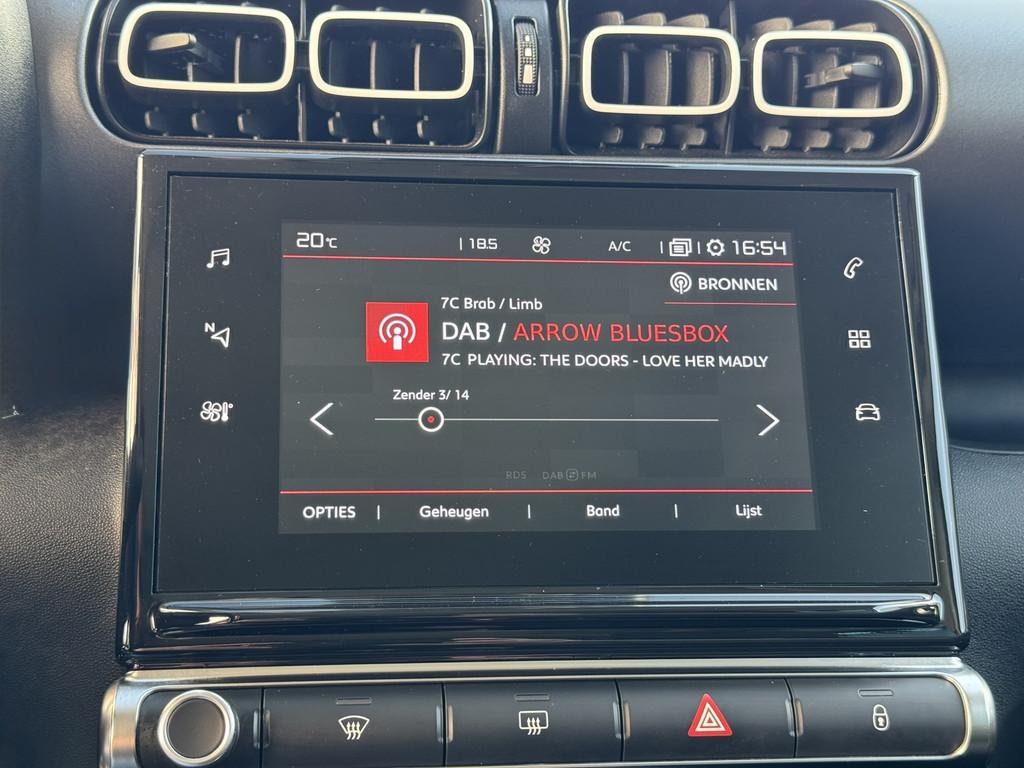 20°C | 18.5 A/C | | 16:54
BRONNEN
7C Brab / Limb
DAB / ARROW BLUESBOX
7C PLAYING: THE DOORS - LOVE HER MADLY
Zender 3/ 14
N
RDS DAB FM
OPTIES | Geheugen | Band | Lijst